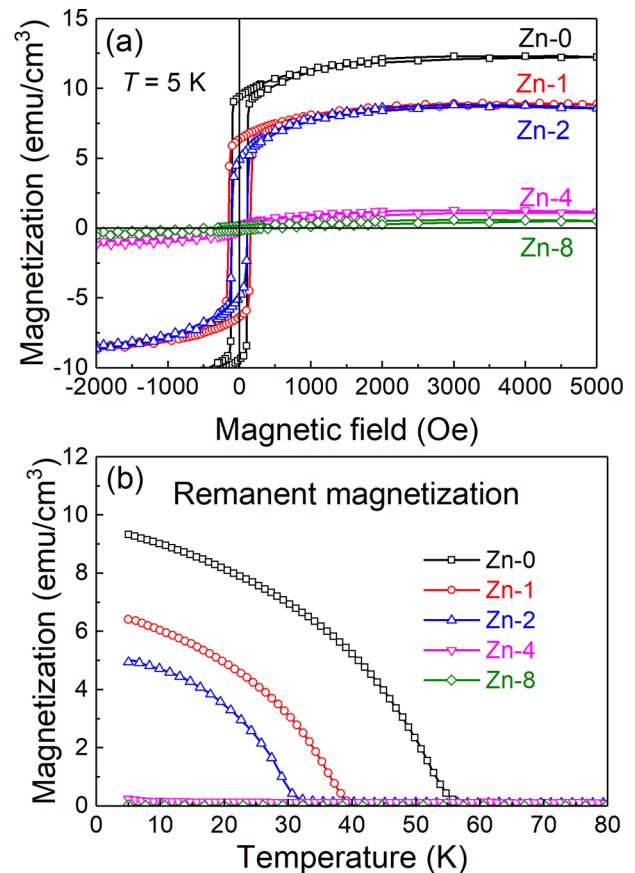 (a)
T = 5 K
Zn-0
Zn-1
Zn-2
Zn-4
Zn-8
15
10
5
0
-5
-10
Magnetization (emu/cm³)
-2000 -1000 0 1000 2000 3000 4000 5000
Magnetic field (Oe)
(b)
Remanent magnetization
Zn-0
Zn-1
Zn-2
Zn-4
Zn-8
12
10
8
6
4
2
0
Magnetization (emu/cm³)
0 10 20 30 40 50 60 70 80
Temperature (K)